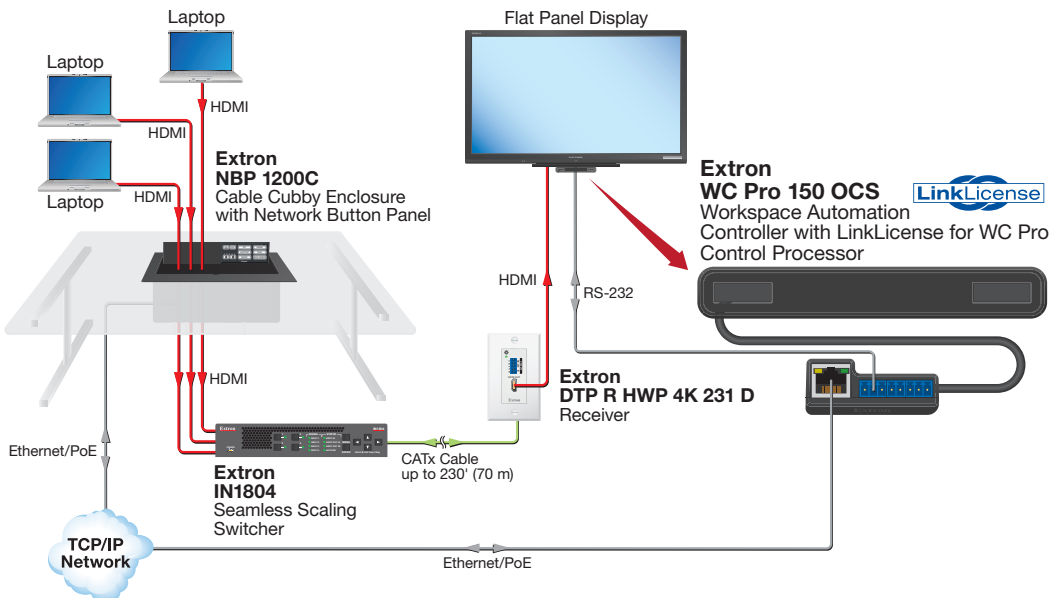 Laptop
Flat Panel Display
Laptop
HDMI
HDMI
Extron
NBP 1200C
Cable Cubby Enclosure
with Network Button Panel
HDMI
Laptop
Extron
WC Pro 150 OCS
LinkLicense
Workspace Automation
Controller with LinkLicense for WC Pro
Control Processor
HDMI
RS-232
HDMI
Extron
DTP R HWP 4K 231 D
Receiver
Extron
Extron
IN1804
Ethernet/PoE
CATx Cable
up to 230' (70 m)
Extron
IN1804
Seamless Scaling
Switcher
TCP/IP
Network
Ethernet/PoE